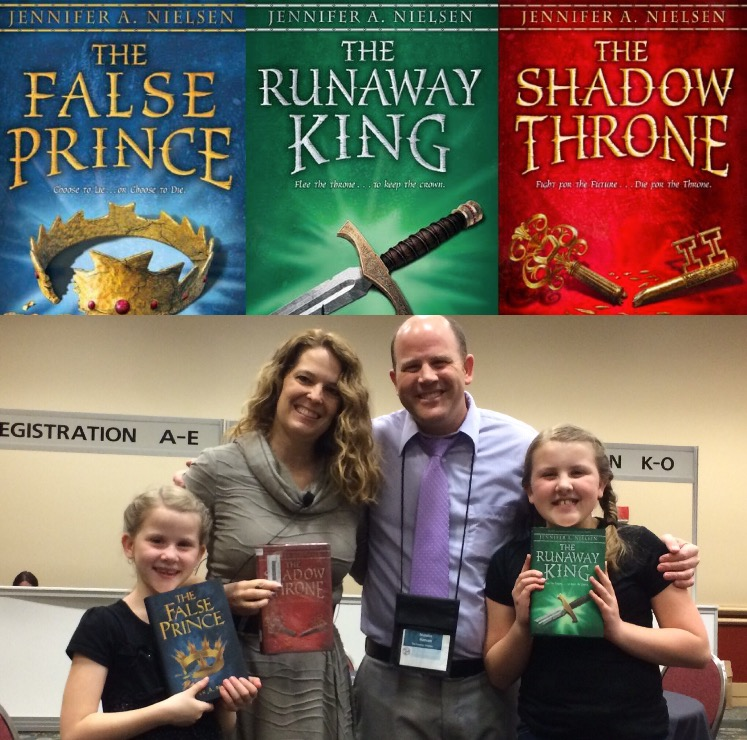 JENNIFER A. NIELSEN
THE
FALSE
PRINCE
Choose to Lie...or Choose to Die.
JENNIFER A. NIELSEN
THE
RUNAWAY
KING
Flee the throne...to keep the crown.
JENNIFER A. NIELSEN
THE
SHADOW
THRONE
Fight for the Future...Die for the Throne.
EGISTRATION A-E
N K-O
THE
FALSE
PRINCE
THE
SHADOW
THRONE
JENNIFER A. NIELSEN
THE
RUNAWAY
KING